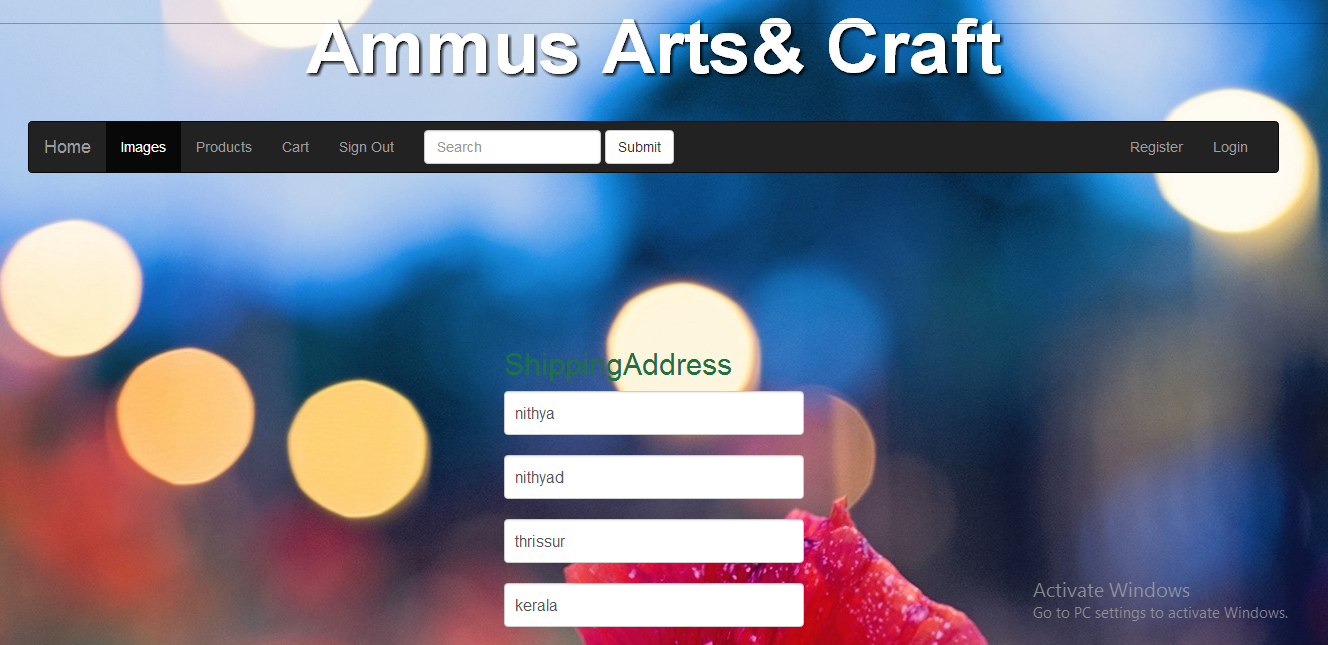 Ammus Arts& Craft
Home Images Products Cart Sign Out Search Submit Register Login
ShippingAddress
nithya
nithyad
thrissur
kerala
Activate Windows
Go to PC settings to activate Windows.